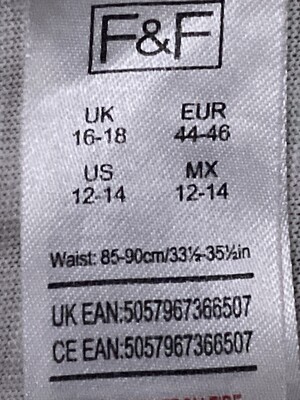 F&F
UK EUR
16-18 44-46
US MX
12-14 12-14
Waist: 85-90cm/33½-35½in
UK EAN:5057967366507
CE EAN:5057967366507